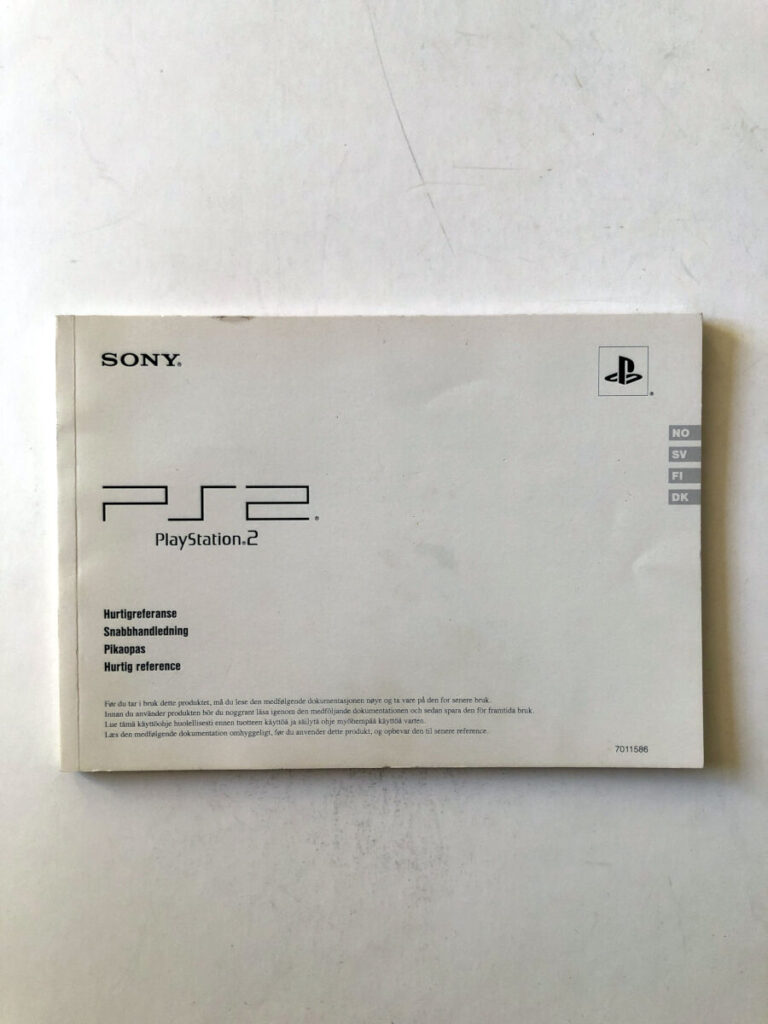 SONY®
NO
SV
FI
DK
PS2®
PlayStation®2
Hurtigreferanse
Snabbhandledning
Pikaopas
Hurtig reference
Før du tar i bruk dette produktet, må du lese den medfølgende dokumentasjonen nøye og ta vare på den for senere bruk.
Innan du använder produkten bör du noggrant läsa igenom den medföljande dokumentationen och sedan spara den för framtida bruk.
Lue tämä käyttöohje huolellisesti ennen tuotteen käyttöä ja säilytä ohje myöhempää käyttöä varten.
Læs den medfølgende dokumentation omhyggeligt, før du anvender dette produkt, og opbevar den til senere reference.
7011586